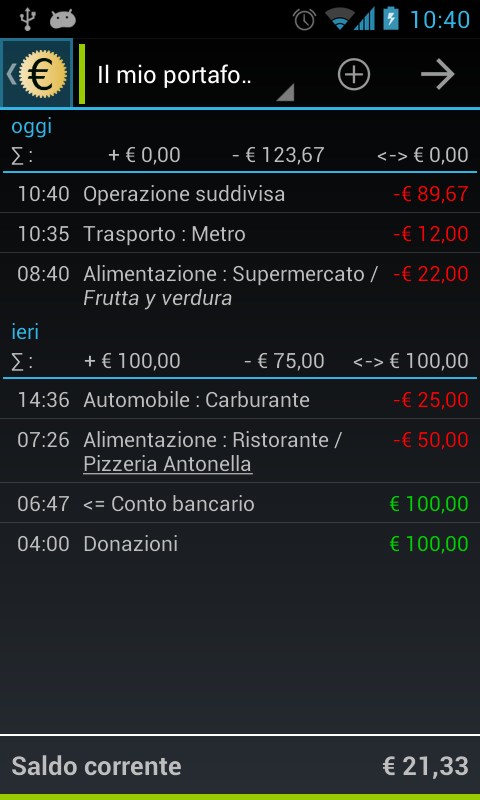 10:40
€ Il mio portafo..
oggi
∑ : + € 0,00 - € 123,67 <-> € 0,00
10:40 Operazione suddivisa -€ 89,67
10:35 Trasporto : Metro -€ 12,00
08:40 Alimentazione : Supermercato / -€ 22,00
Frutta y verdura
ieri
∑ : + € 100,00 - € 75,00 <-> € 100,00
14:36 Automobile : Carburante -€ 25,00
07:26 Alimentazione : Ristorante / -€ 50,00
Pizzeria Antonella
06:47 <= Conto bancario € 100,00
04:00 Donazioni € 100,00
Saldo corrente € 21,33